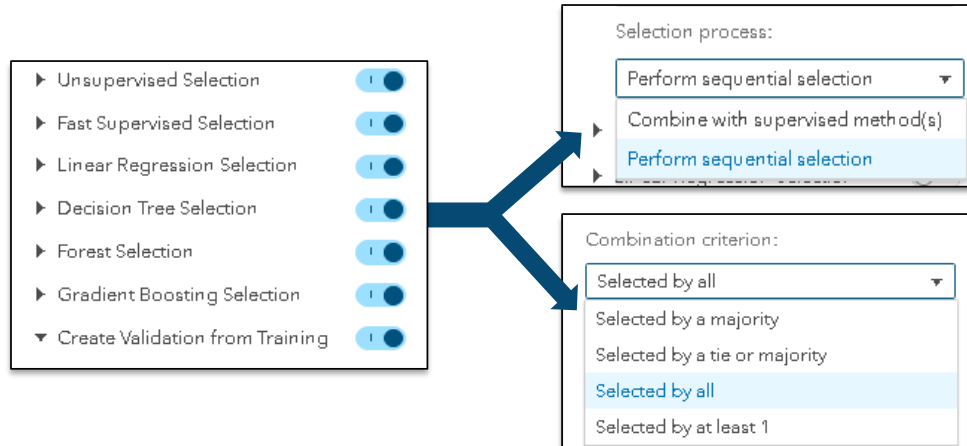 Unsupervised Selection
Fast Supervised Selection
Linear Regression Selection
Decision Tree Selection
Forest Selection
Gradient Boosting Selection
Create Validation from Training
Selection process:
Perform sequential selection
Combine with supervised method(s)
Perform sequential selection
Combination criterion:
Selected by all
Selected by a majority
Selected by a tie or majority
Selected by all
Selected by at least 1